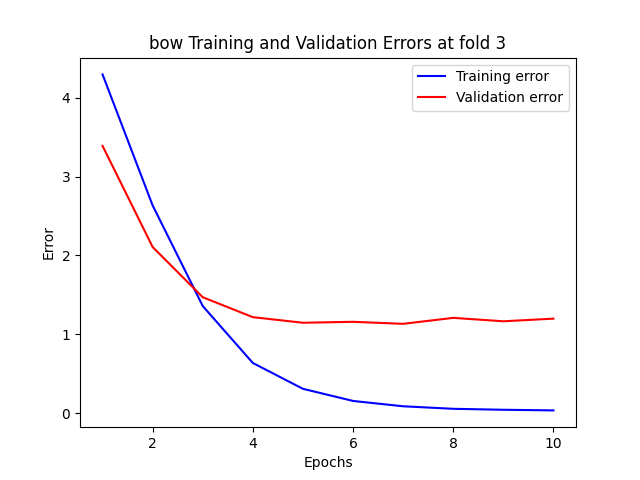 bow Training and Validation Errors at fold 3
Training error
Validation error
Error
4
3
2
1
0
2
4
6
8
10
Epochs